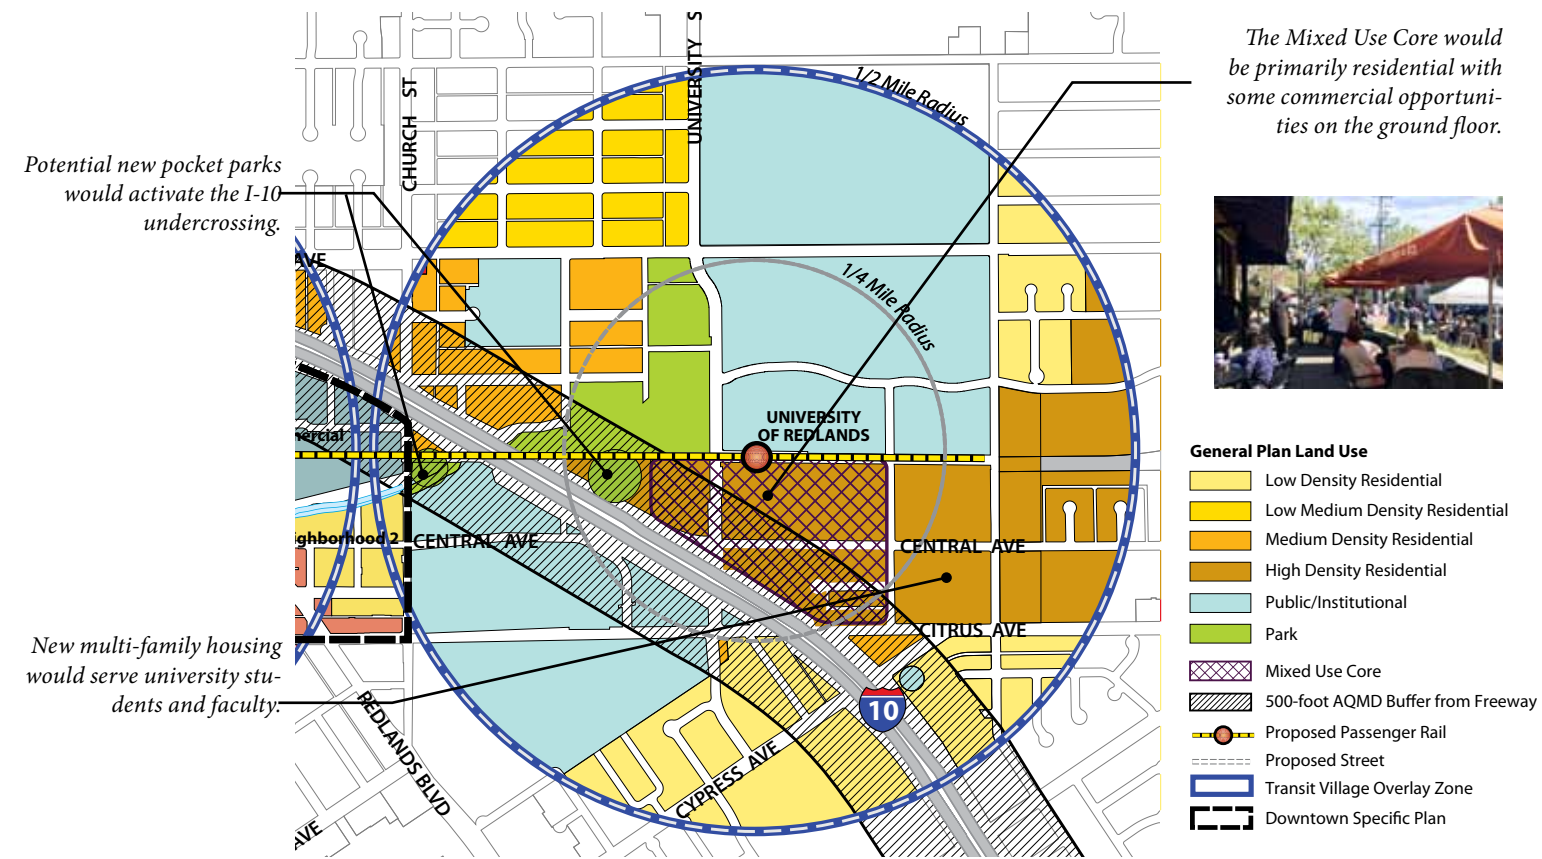 The Mixed Use Core would
be primarily residential with
some commercial opportuni-
ties on the ground floor.
Potential new pocket parks
would activate the I-10
undercrossing.
New multi-family housing
would serve university stu-
dents and faculty.
CHURCH ST
UNIVERSITY S
1/2 Mile Radius
1/4 Mile Radius
AVE
UNIVERSITY
OF REDLANDS
nercial
ighborhood 2
CENTRAL AVE
CENTRAL AVE
CITRUS AVE
10
REDLANDS BLVD
CYPRESS AVE
AVE
General Plan Land Use
Low Density Residential
Low Medium Density Residential
Medium Density Residential
High Density Residential
Public/Institutional
Park
Mixed Use Core
500-foot AQMD Buffer from Freeway
Proposed Passenger Rail
Proposed Street
Transit Village Overlay Zone
Downtown Specific Plan